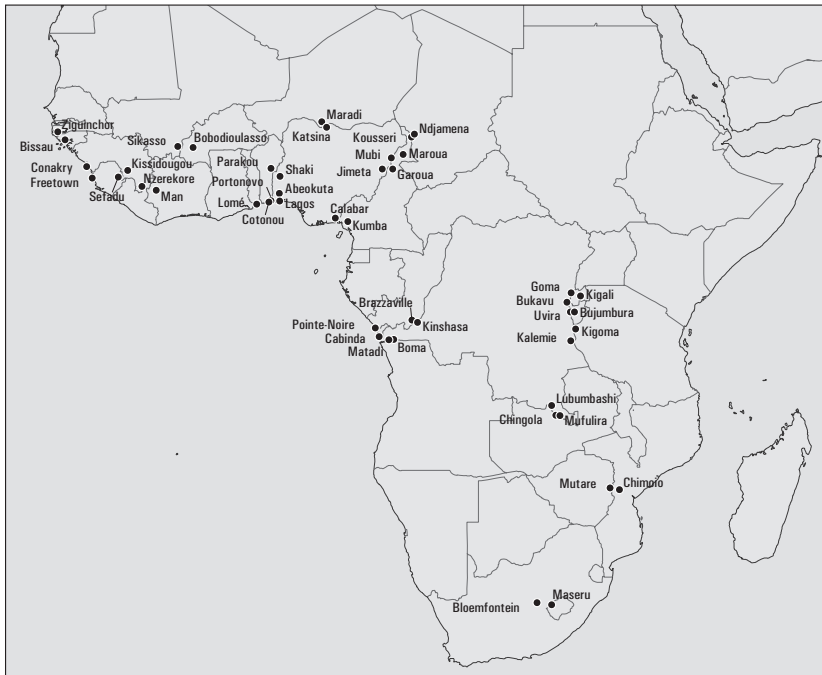 Maradi
Katsina
Ndjamena
Kousseri
Ziguinchor
Sikasso
Bobodioulasso
Bissau
Mubi
Maroua
Kissidougou
Parakou
Shaki
Jimeta
Garoua
Conakry
Nzerekore
Portonovo
Freetown
Abeokuta
Sefadu
Man
Lomé
Lagos
Calabar
Cotonou
Kumba
Goma
Kigali
Bukavu
Brazzaville
Uvira
Bujumbura
Pointe-Noire
Kinshasa
Kigoma
Cabinda
Kalemie
Matadi
Boma
Lubumbashi
Chingola
Mufulira
Mutare
Chimoio
Maseru
Bloemfontein